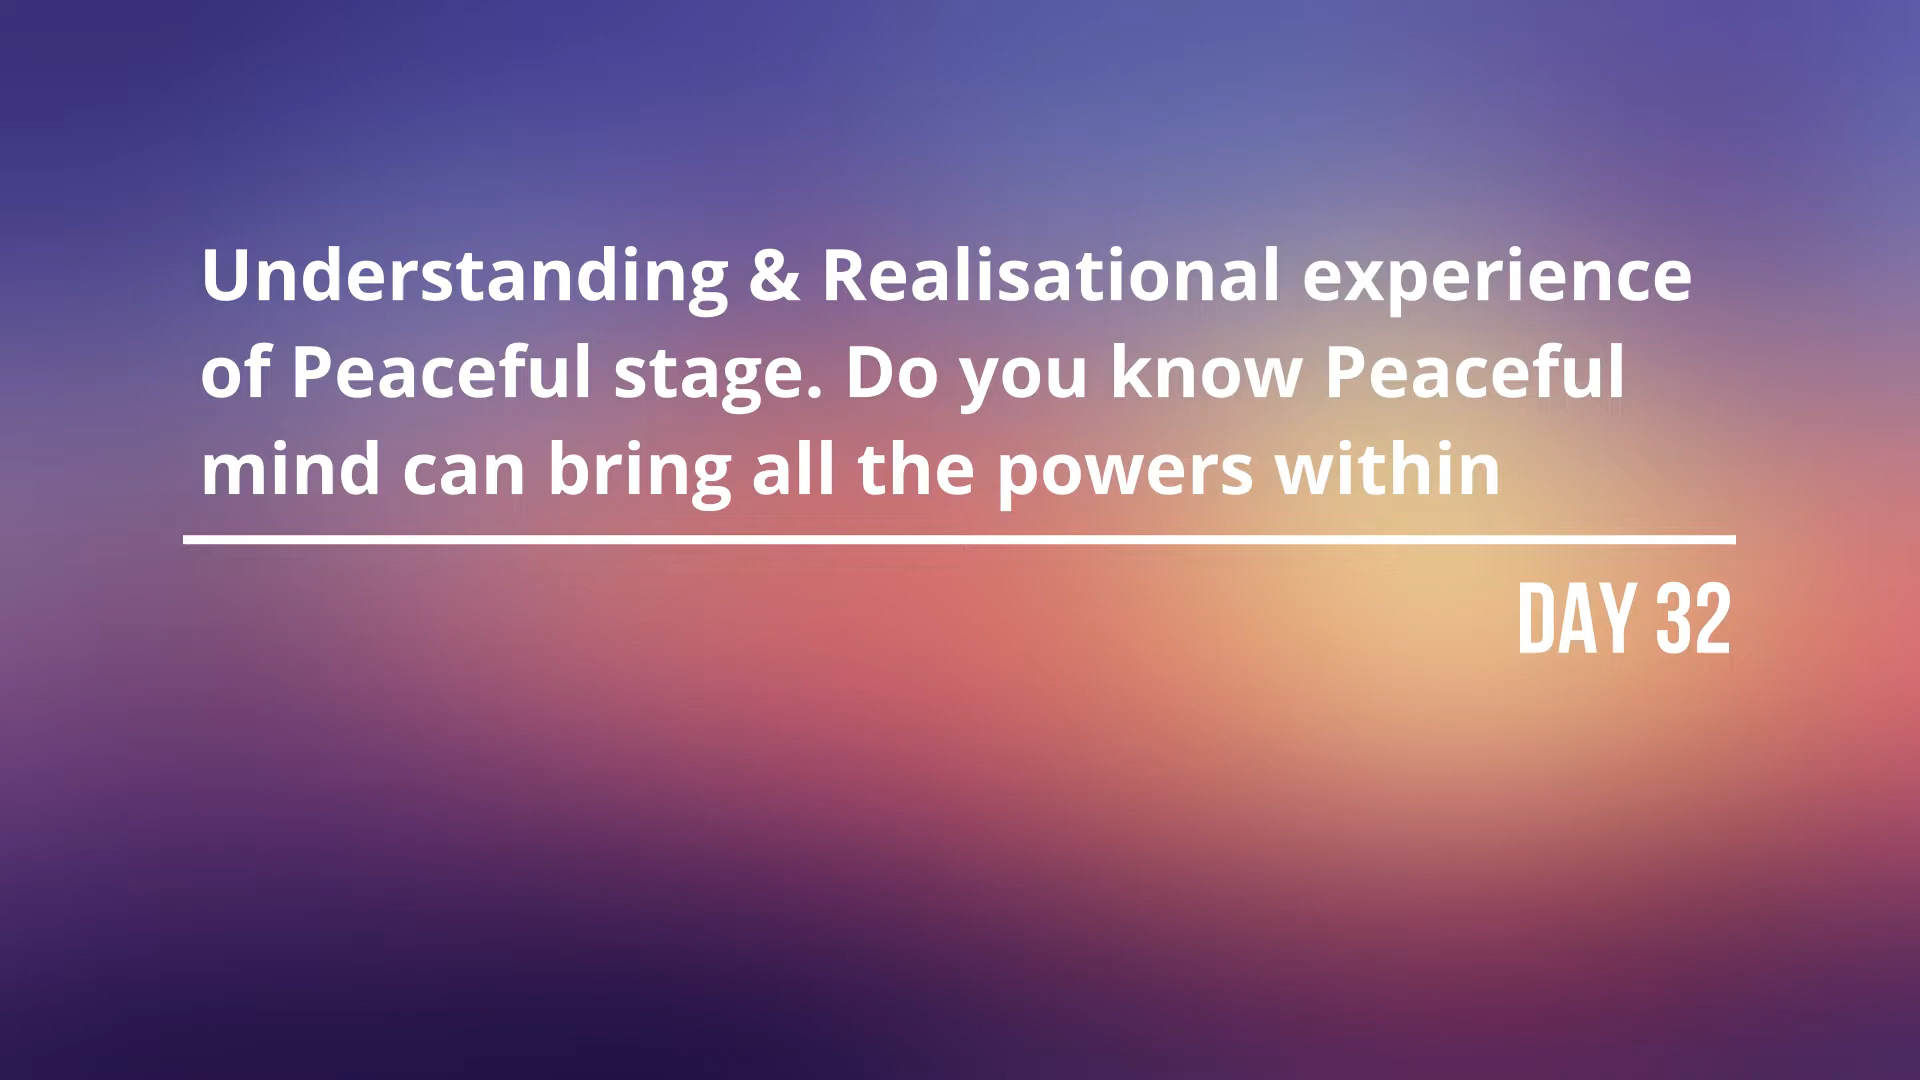 Understanding & Realisational experience
of Peaceful stage. Do you know Peaceful
mind can bring all the powers within
DAY 32